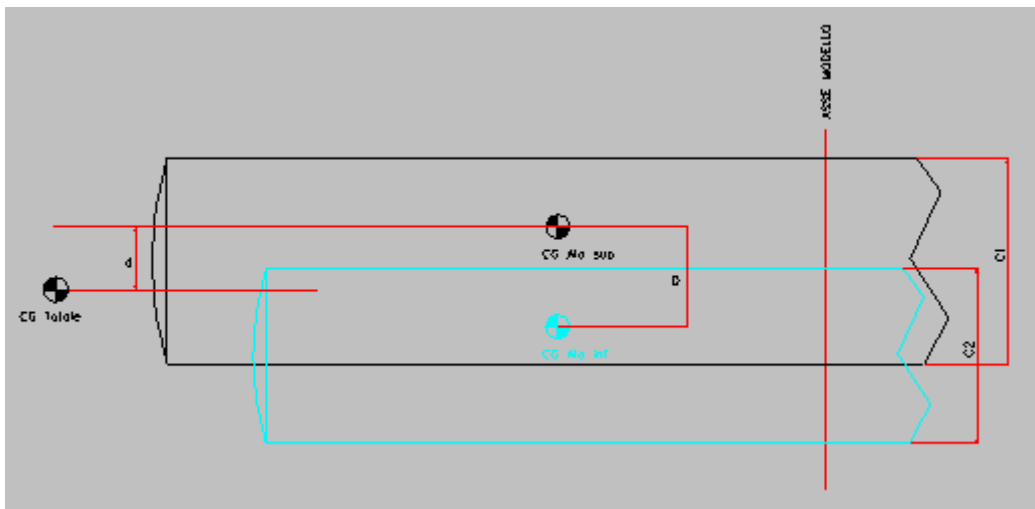 ASSE MODELLO
C1
CG Ala sup
d
D
CG Totale
CG Ala inf
C2